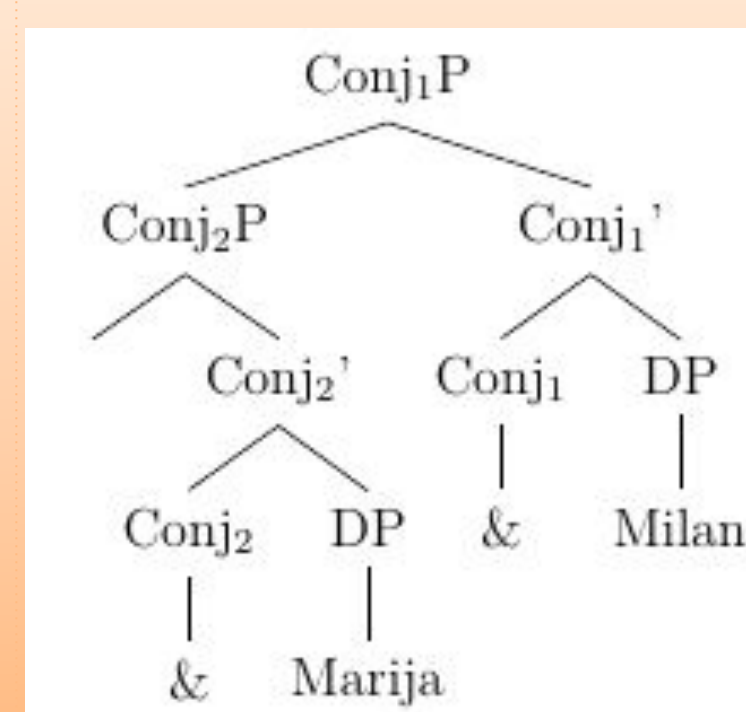 Conj₁P
Conj₂P Conj₁'
Conj₂' Conj₁ DP
Conj₂ DP & Milan
& Marija